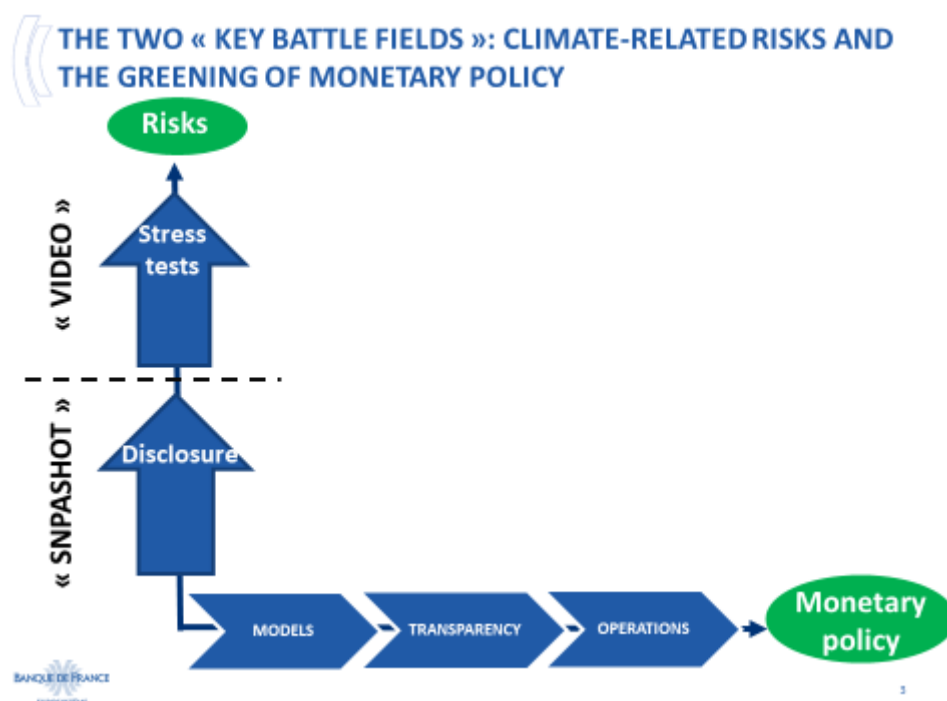 THE TWO « KEY BATTLE FIELDS »: CLIMATE-RELATED RISKS AND
THE GREENING OF MONETARY POLICY
Risks
« VIDEO »
Stress
tests
« SNPASHOT »
Disclosure
MODELS
TRANSPARENCY
OPERATIONS
Monetary
policy
BANQUE DE FRANCE
3